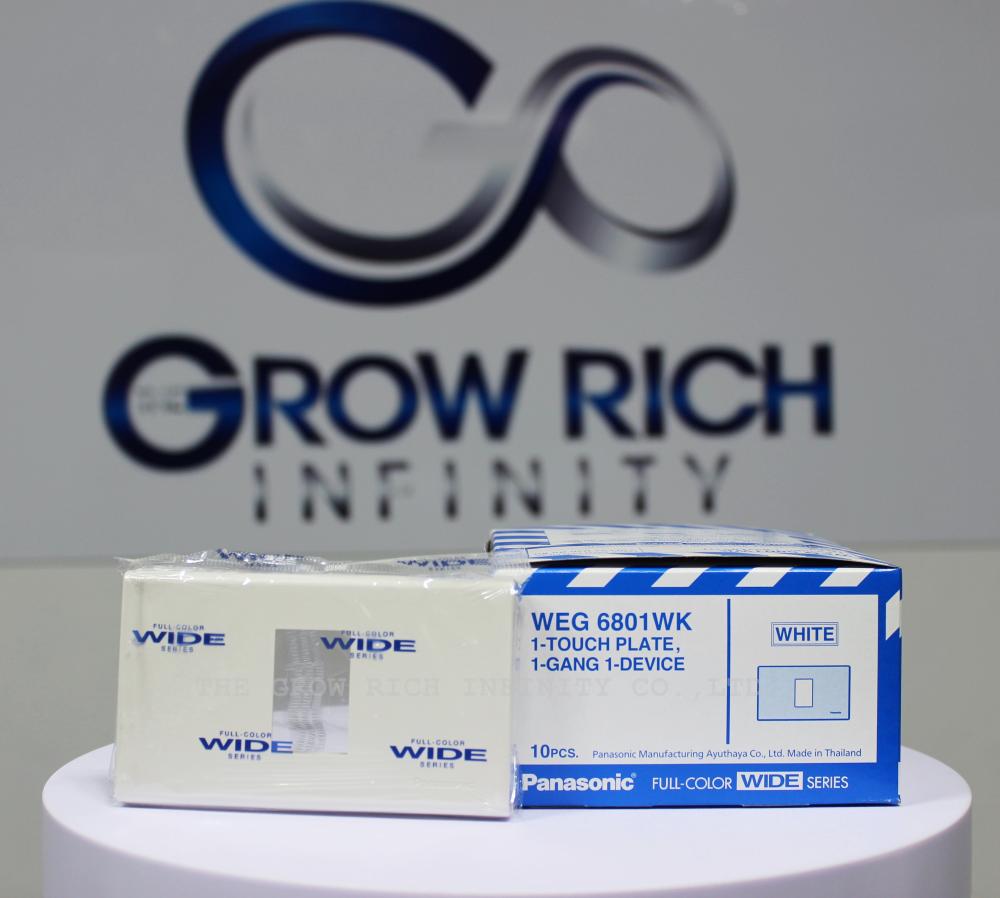 GROW RICH
INFINITY
WIDE
WIDE
FULL-COLOR
WIDE
SERIES
FULL-COLOR
WIDE
SERIES
FULL-COLOR
WIDE
SERIES
FULL-COLOR
WIDE
SERIES
WEG 6801WK
1-TOUCH PLATE,
1-GANG 1-DEVICE
WHITE
10PCS. Panasonic Manufacturing Ayuthaya Co., Ltd. Made in Thailand
Panasonic® FULL-COLOR WIDE SERIES
THE GROW RICH INFINITY CO.,LTD